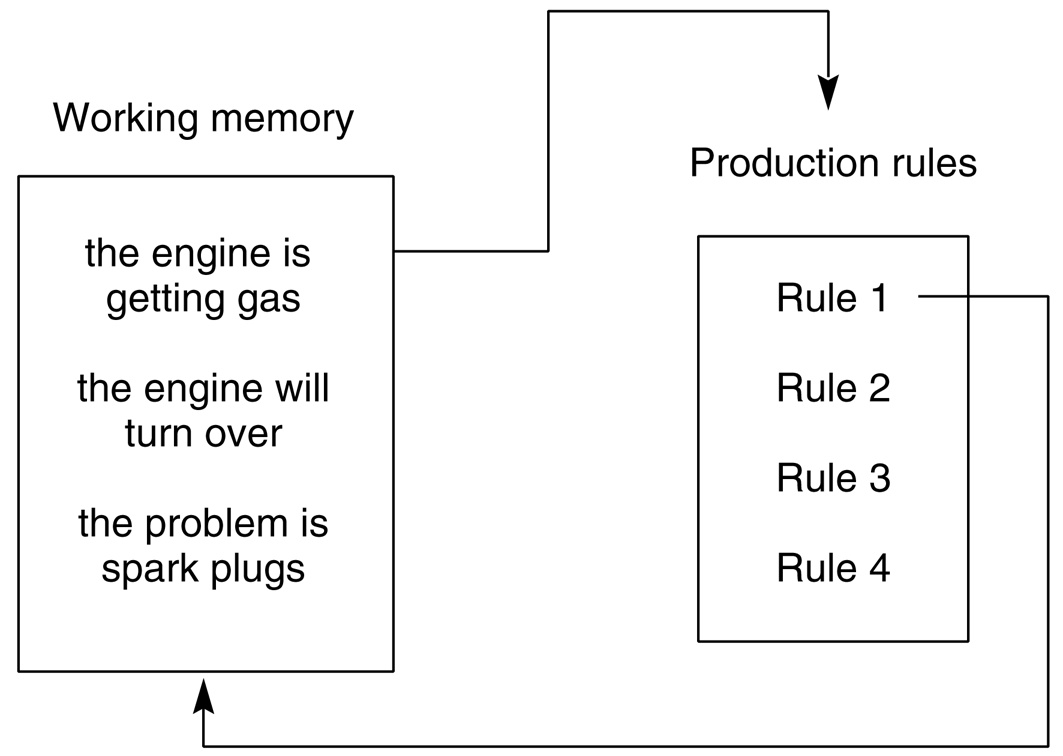 Working memory
the engine is
getting gas
the engine will
turn over
the problem is
spark plugs
Production rules
Rule 1
Rule 2
Rule 3
Rule 4